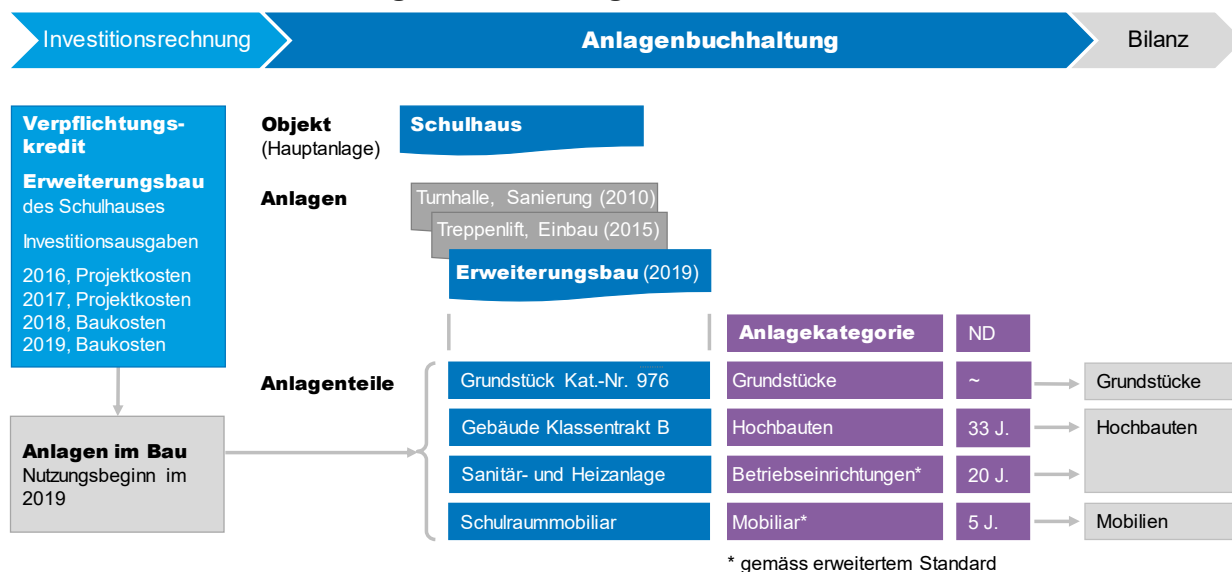 Investitionsrechnung
Anlagenbuchhaltung
Bilanz
Verpflichtungs-
kredit
Erweiterungsbau
des Schulhauses
Investitionsausgaben
2016, Projektkosten
2017, Projektkosten
2018, Baukosten
2019, Baukosten
Anlagen im Bau
Nutzungsbeginn im
2019
Objekt
(Hauptanlage)
Schulhaus
Anlagen
Turnhalle, Sanierung (2010)
Treppenlift, Einbau (2015)
Erweiterungsbau (2019)
Anlagekategorie
ND
Anlagenteile
Grundstück Kat.-Nr. 976
Grundstücke
~
Grundstücke
Gebäude Klassentrakt B
Hochbauten
33 J.
Hochbauten
Sanitär- und Heizanlage
Betriebseinrichtungen*
20 J.
Schulraummobiliar
Mobiliar*
5 J.
Mobilien
* gemäss erweitertem Standard